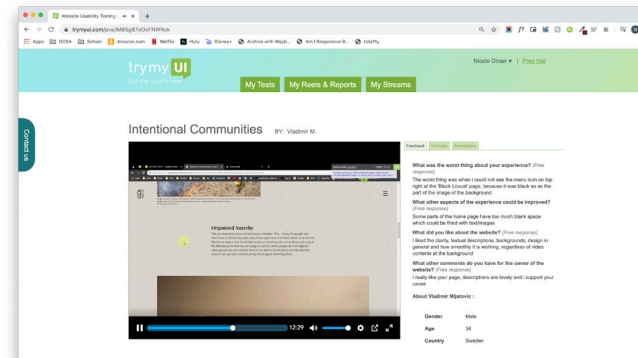 Website Usability Testing
trymyui.com/pva/
Apps DCSA School Amazon.com Netflix Hulu Disney+ Archive with Wayb... Am I Responsive R... totality
trymyUI
Get the user's view
Nicole Dinan ▾ | Free trial
My Tests My Reels & Reports My Streams
Contact us
Intentional Communities BY: Vladimir M.
Organized Anarchy
12:29
Feedback Overview Annotations
What was the worst thing about your experience? (Free
response)
The worst thing was when I could not see the menu icon on top
right at the 'Black Locust' page, because it was black so as the
part of the image of the background
What other aspects of the experience could be improved?
(Free response)
Some parts of the home page have too much blank space
which could be filled with text/images
What did you like about the website? (Free response)
I liked the clarity, textual descriptions, backgrounds, design in
general and how smoothly it is working, regardles of video
contents at the background
What other comments do you have for the owner of the
website? (Free response)
I really like your page, descriptions are lovely and i support your
cause
About Vladimir Mijatovic :
Gender Male
Age 34
Country Sweden